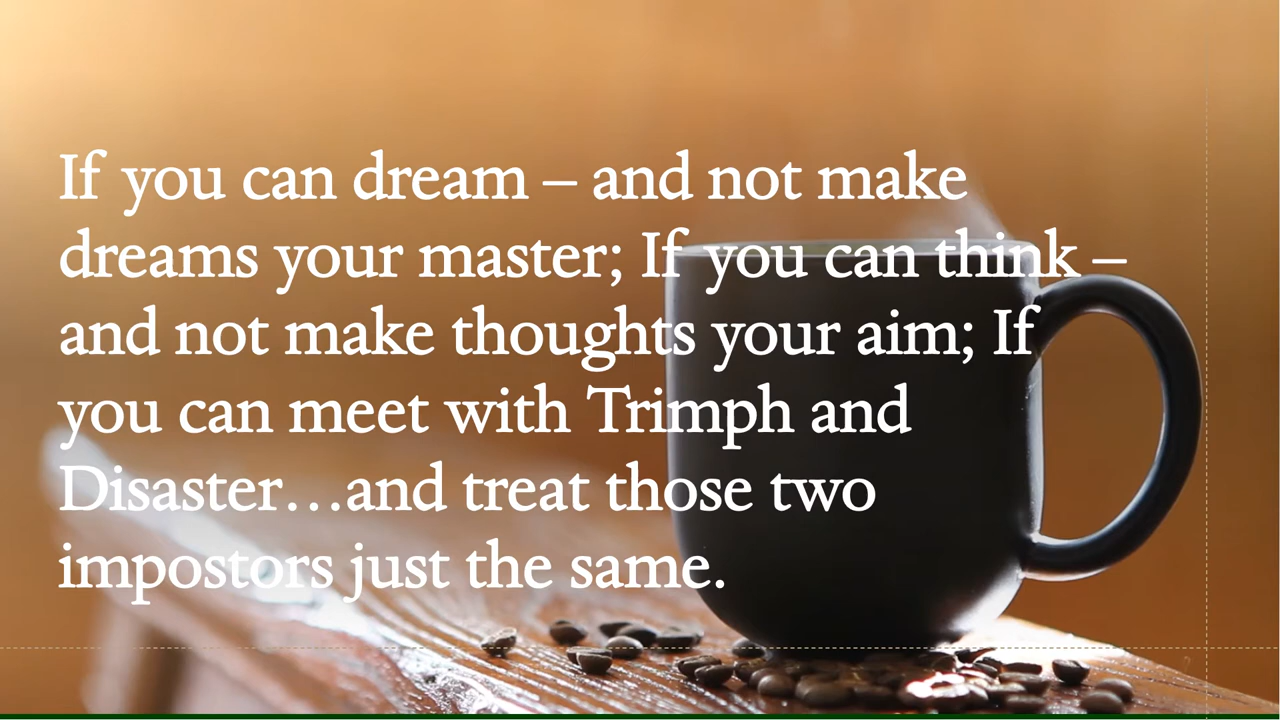 If you can dream – and not make
dreams your master; If you can think –
and not make thoughts your aim; If
you can meet with Trimph and
Disaster…and treat those two
impostors just the same.